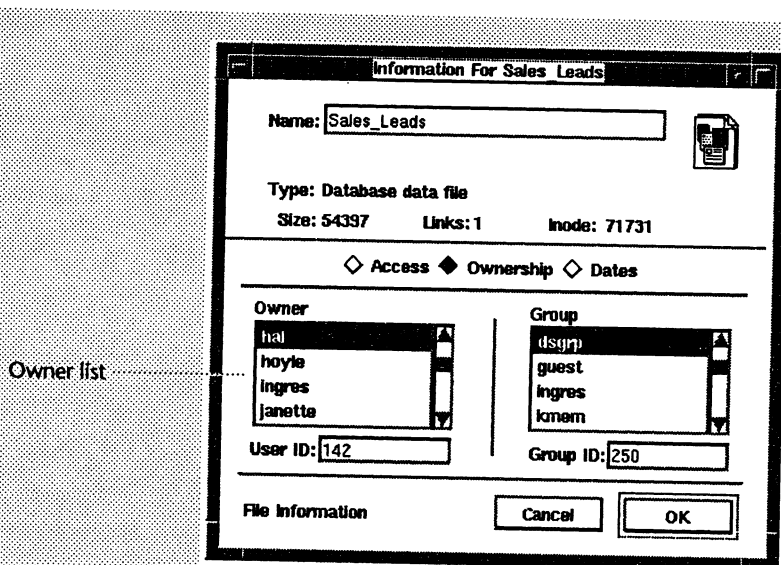 Information For Sales_Leads
Name: Sales_Leads
Type: Database data file
Size: 54397 Links: 1 Inode: 71731
Access Ownership Dates
Owner
hal
hoyle
ingres
janette
User ID: 142
Group
dsgrp
guest
ingres
kmem
Group ID: 250
Owner list
File Information Cancel OK